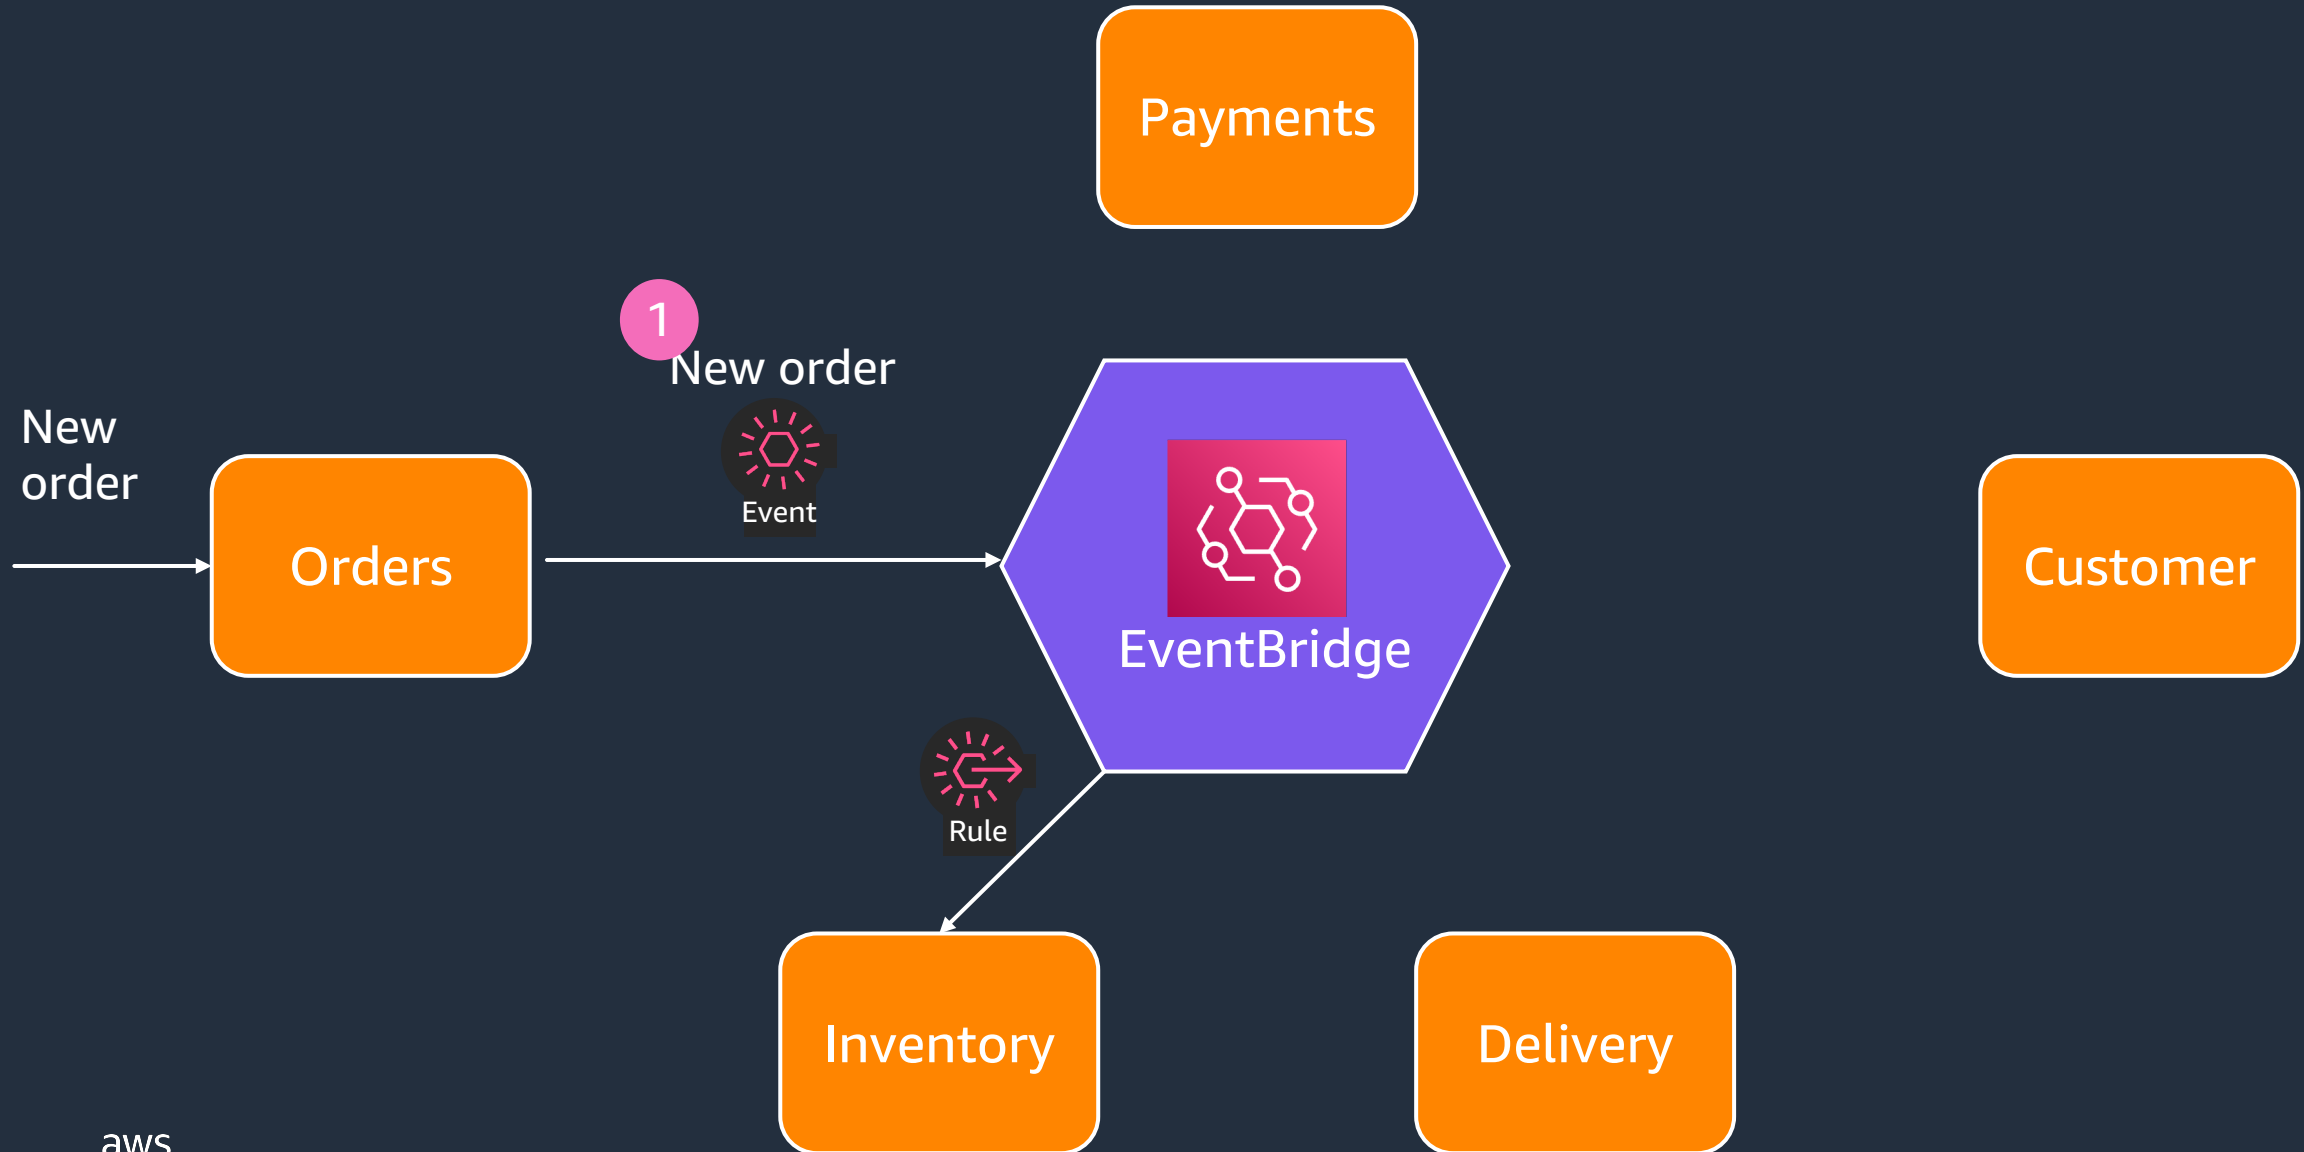 Payments
1
New order
New
order
Event
Orders
EventBridge
Customer
Rule
Inventory
Delivery
aws